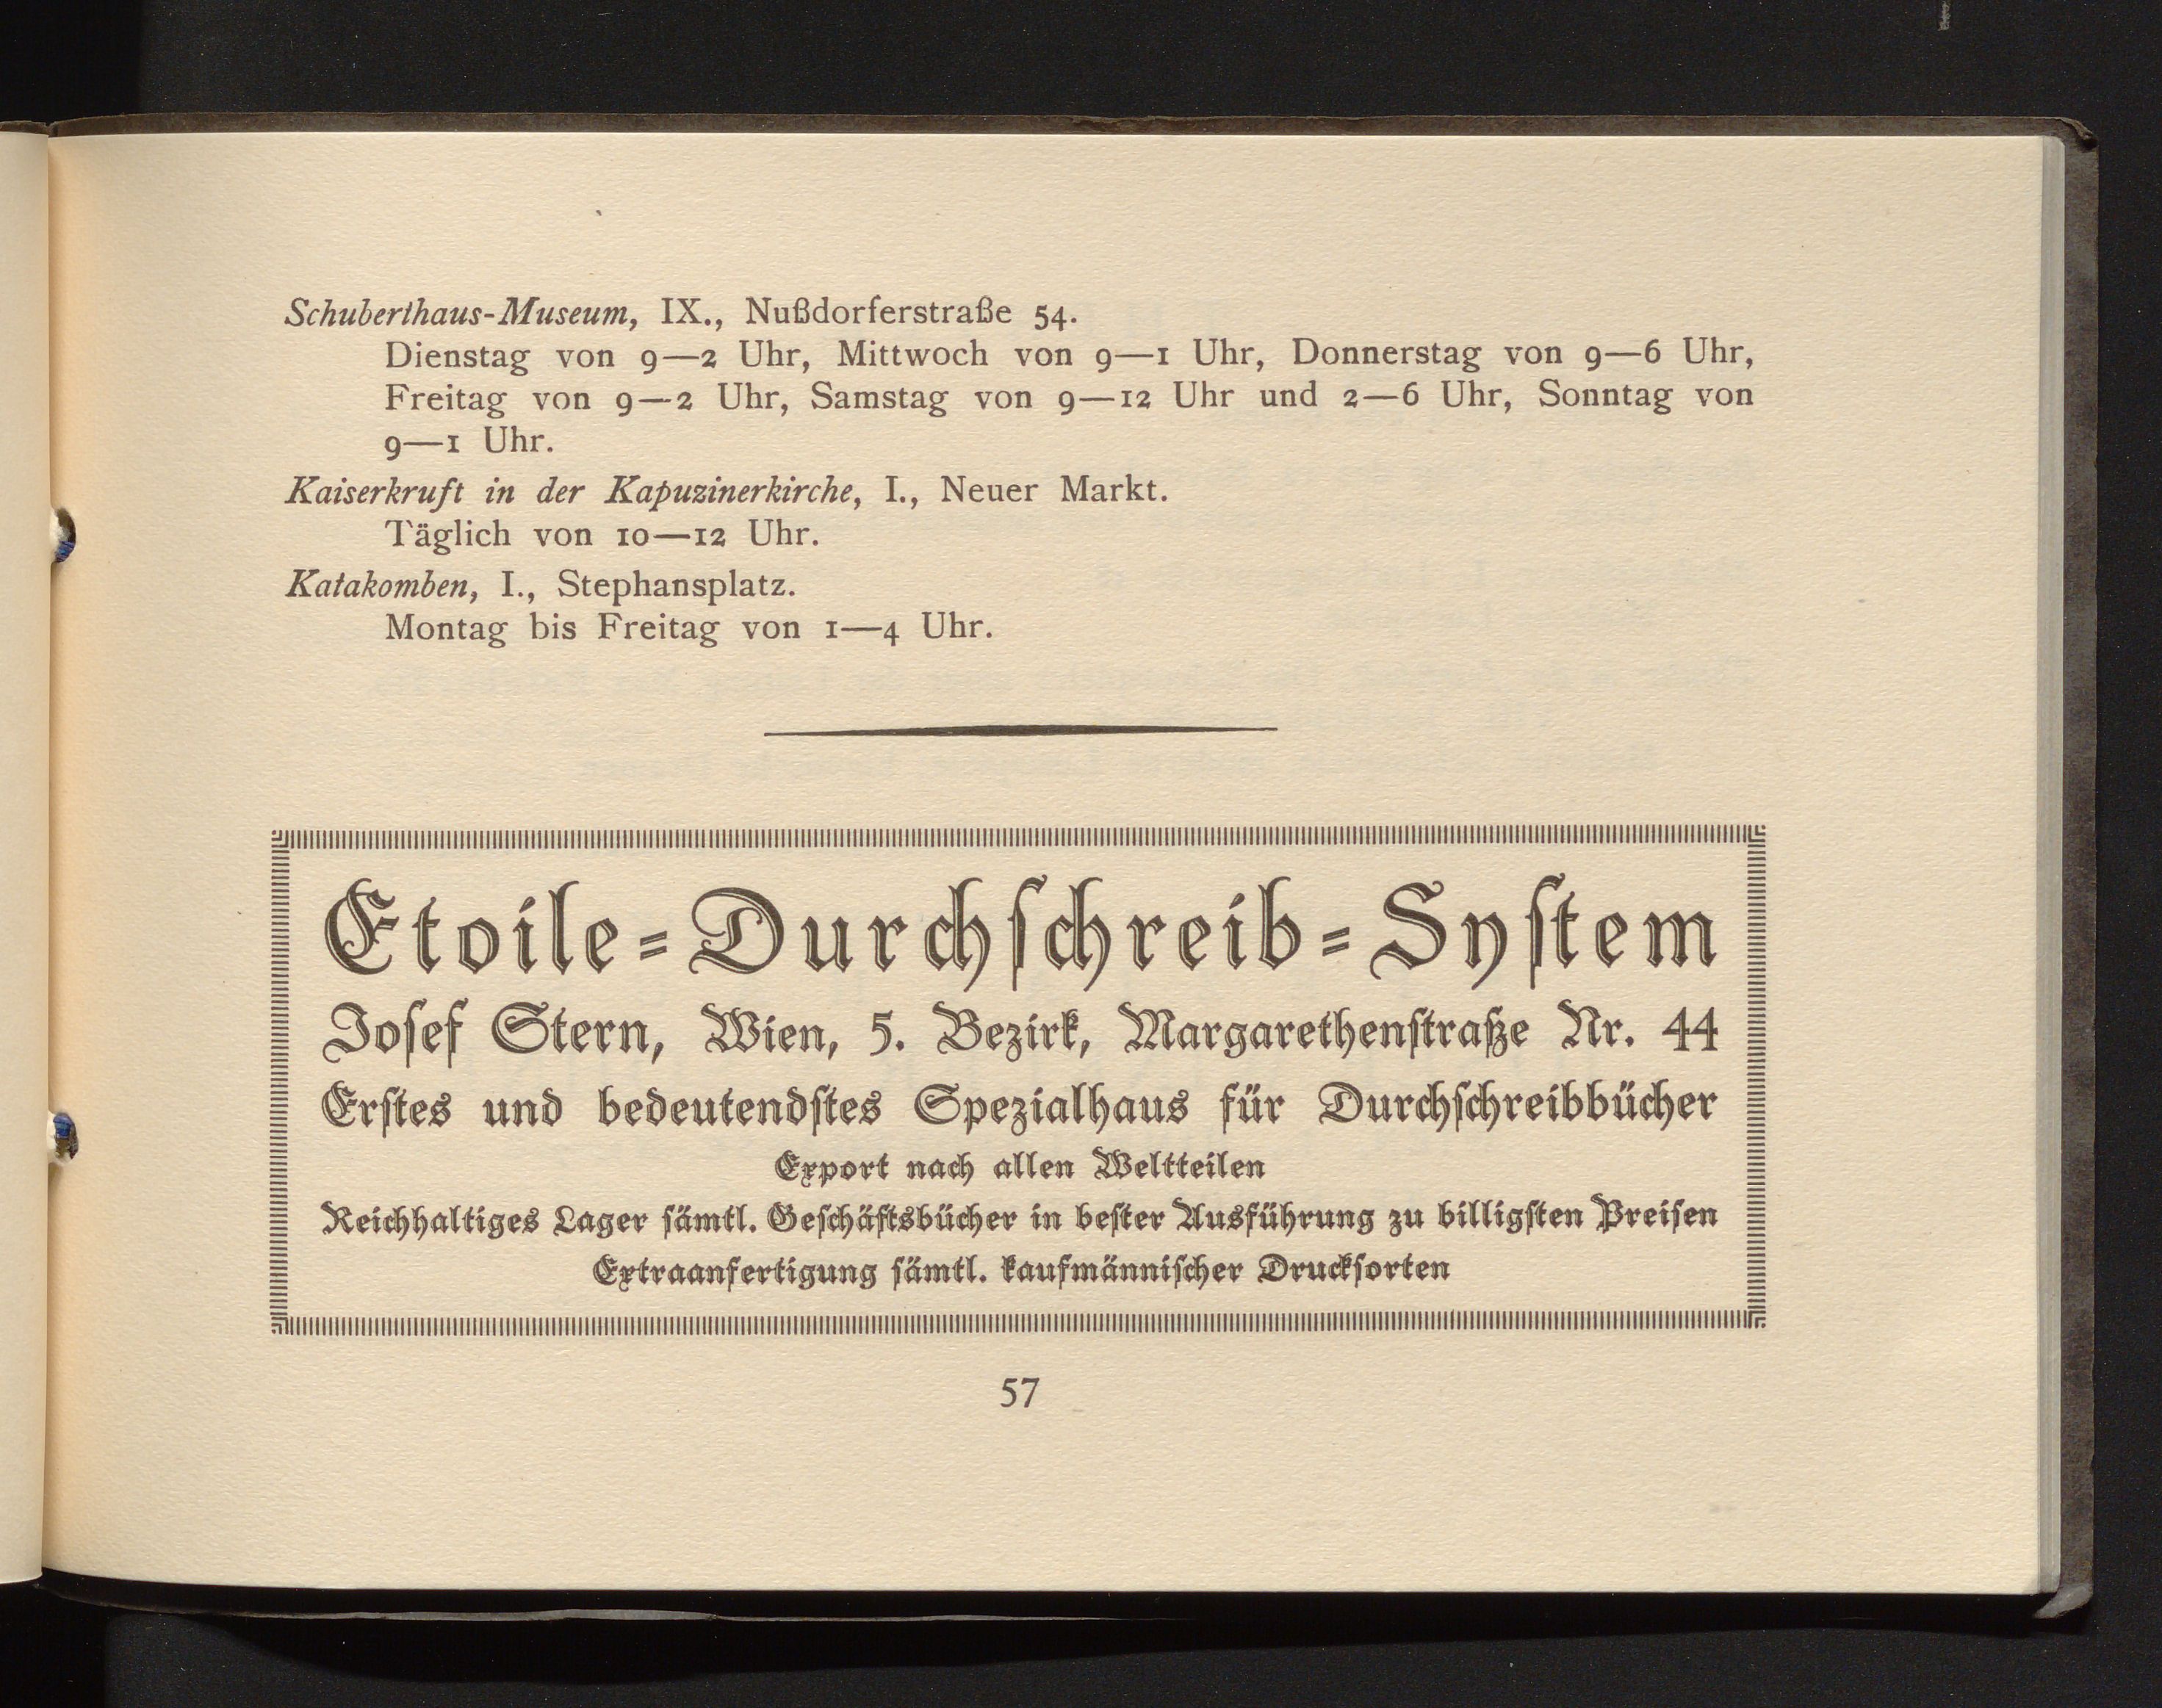 Schuberthaus-Museum, IX., Nußdorferstraße 54.
Dienstag von 9—2 Uhr, Mittwoch von 9—1 Uhr, Donnerstag von 9—6 Uhr,
Freitag von 9—2 Uhr, Samstag von 9—12 Uhr und 2—6 Uhr, Sonntag von
9—1 Uhr.
Kaiserkruft in der Kapuzinerkirche, I., Neuer Markt.
Täglich von 10—12 Uhr.
Katakomben, I., Stephansplatz.
Montag bis Freitag von 1—4 Uhr.
Etoile-Durchschreib-System
Josef Stern, Wien, 5. Bezirk, Margarethenstraße Nr. 44
Erstes und bedeutendstes Spezialhaus für Durchschreibbücher
Export nach allen Weltteilen
Reichhaltiges Lager sämtl. Geschäftsbücher in bester Ausführung zu billigsten Preisen
Extraanfertigung sämtl. kaufmännischer Drucksorten
57